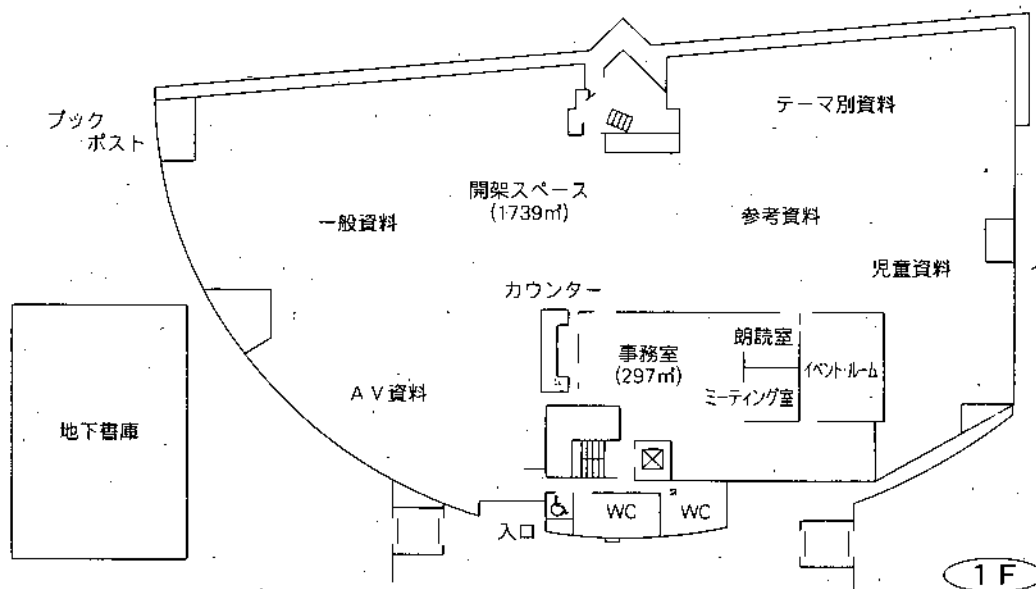 テーマ別資料
ブック
ポスト
開架スペース
(1739㎡)
一般資料
参考資料
児童資料
カウンター
事務室
(297㎡)
朗読室
イベント・ルーム
ミーティング室
AV資料
地下書庫
入口
WC
WC
1F